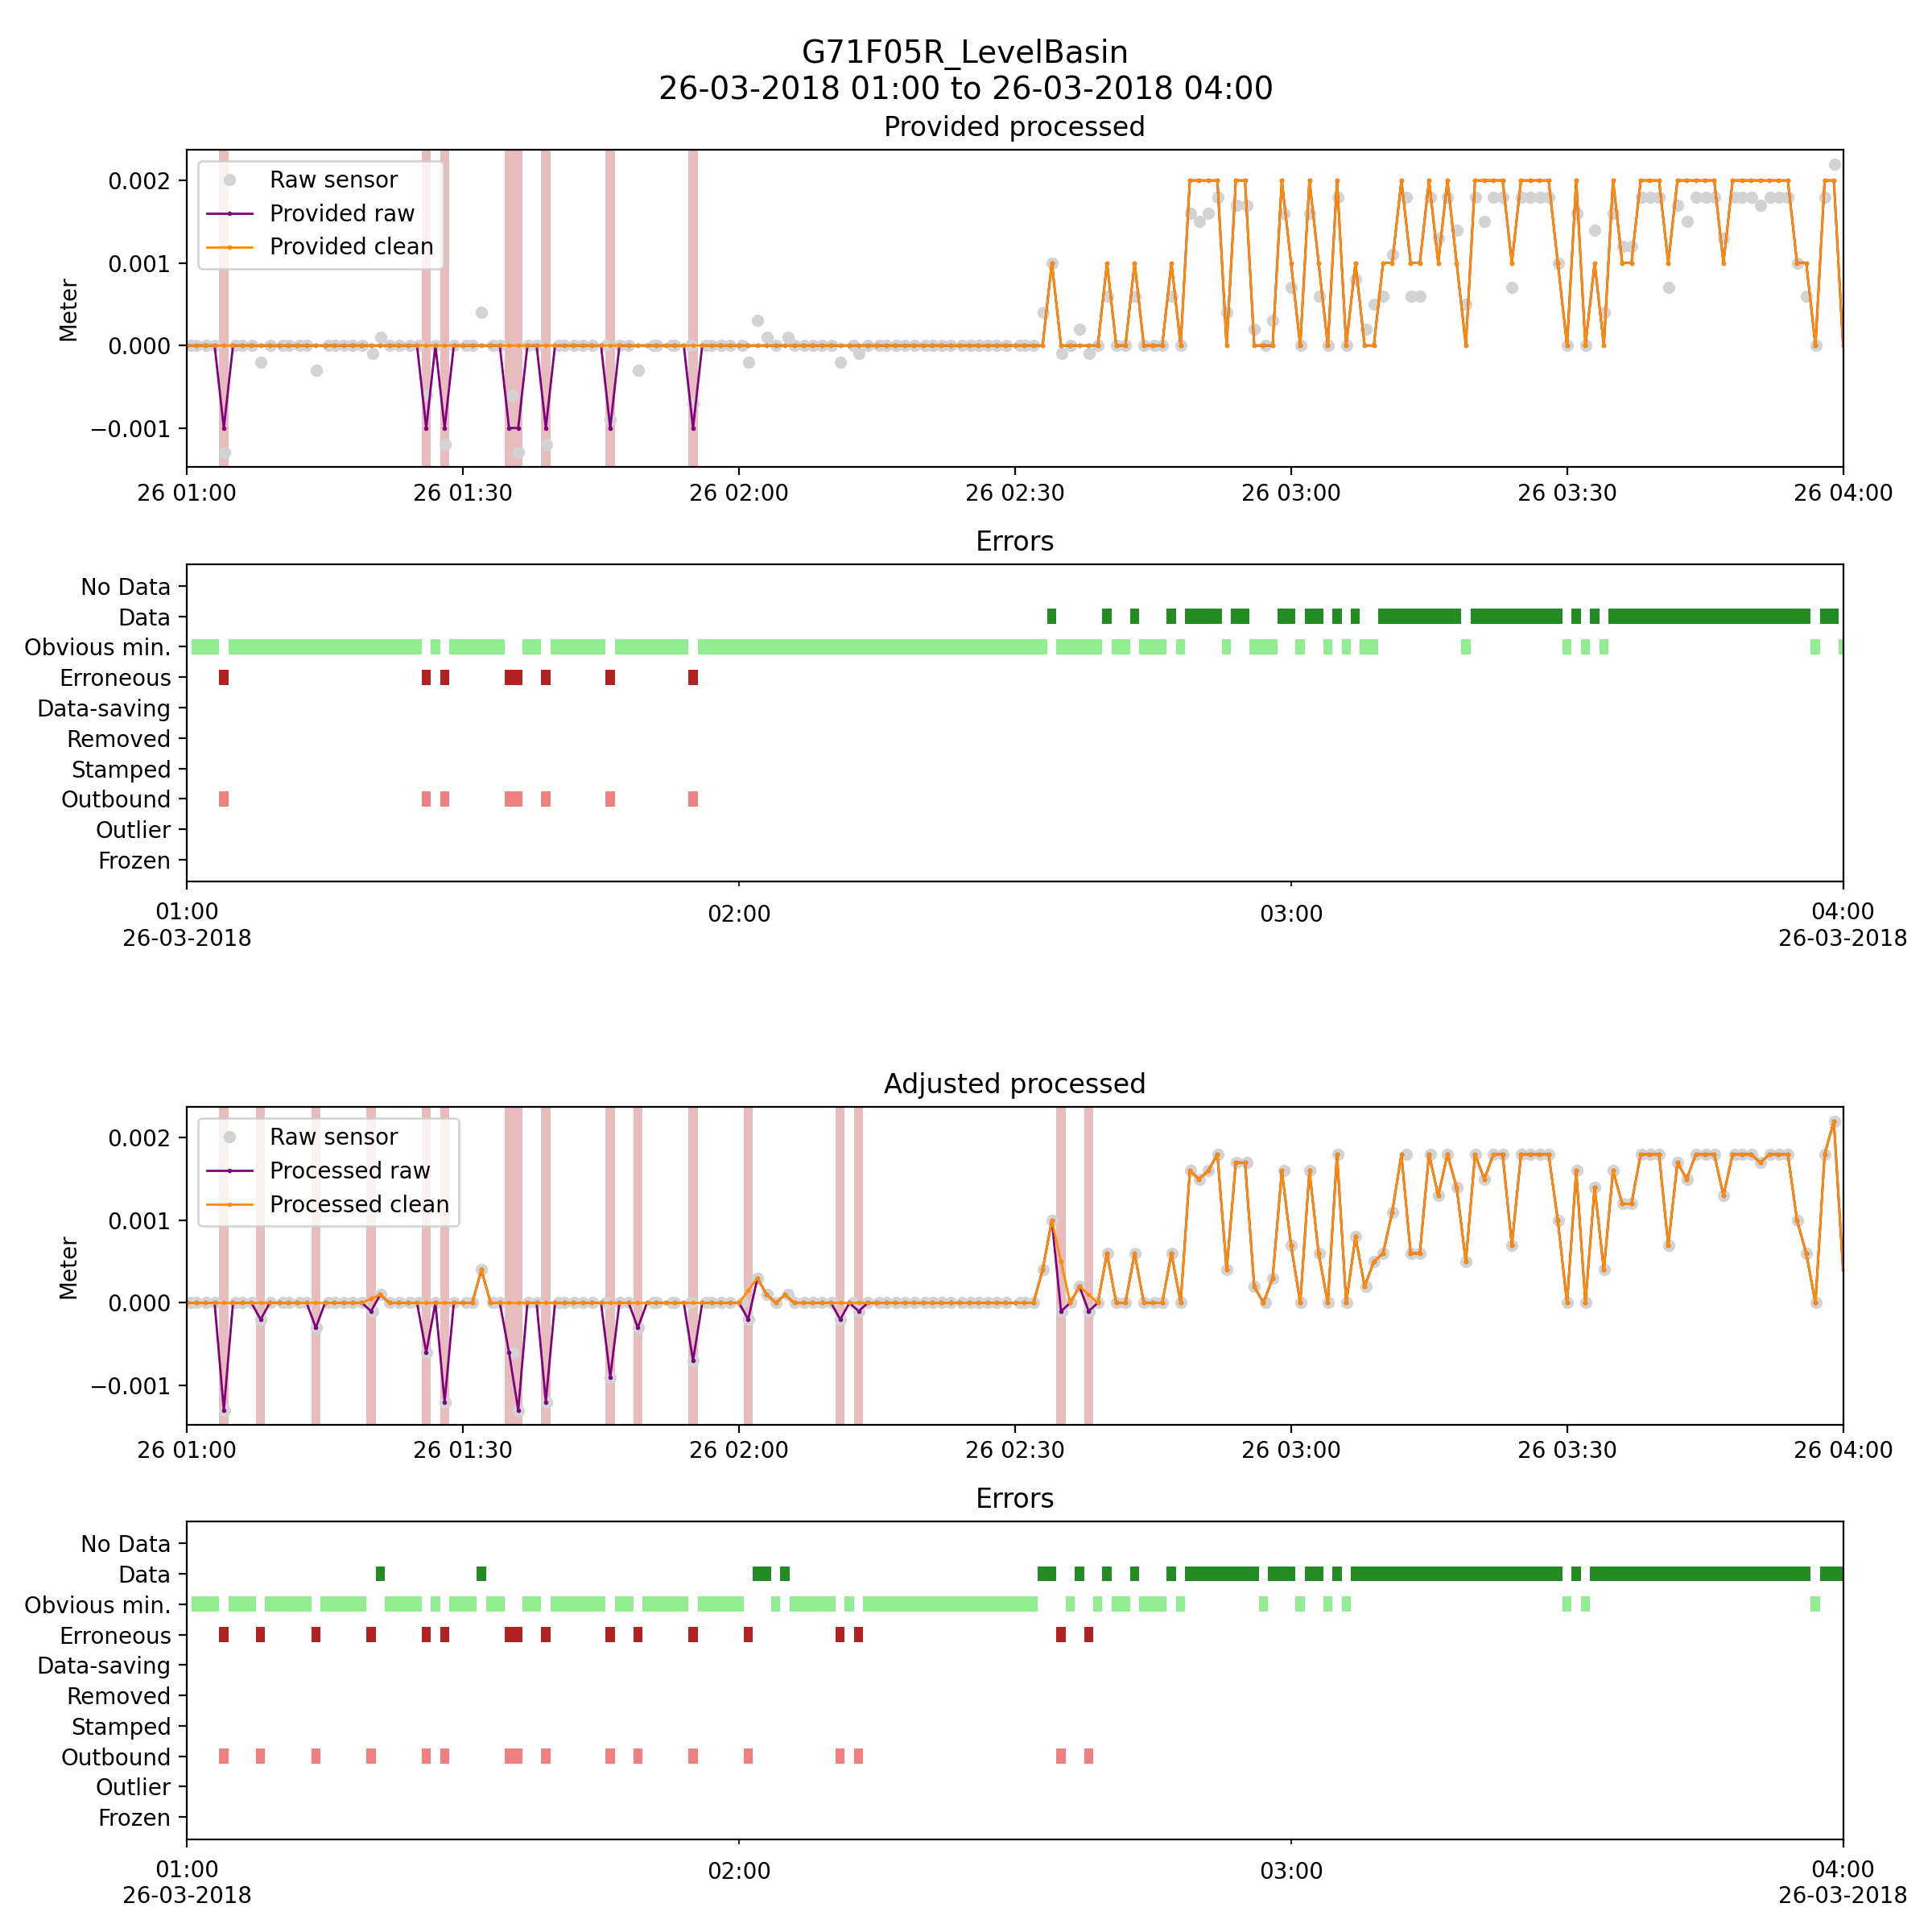 G71F05R_LevelBasin
26-03-2018 01:00 to 26-03-2018 04:00
Provided processed
Raw sensor
Provided raw
Provided clean
Meter
0.002
0.001
0.000
−0.001
26 01:00
26 01:30
26 02:00
26 02:30
26 03:00
26 03:30
26 04:00
Errors
No Data
Data
Obvious min.
Erroneous
Data-saving
Removed
Stamped
Outbound
Outlier
Frozen
01:00
26-03-2018
02:00
03:00
04:00
26-03-2018
Adjusted processed
Raw sensor
Processed raw
Processed clean
Meter
0.002
0.001
0.000
−0.001
26 01:00
26 01:30
26 02:00
26 02:30
26 03:00
26 03:30
26 04:00
Errors
No Data
Data
Obvious min.
Erroneous
Data-saving
Removed
Stamped
Outbound
Outlier
Frozen
01:00
26-03-2018
02:00
03:00
04:00
26-03-2018